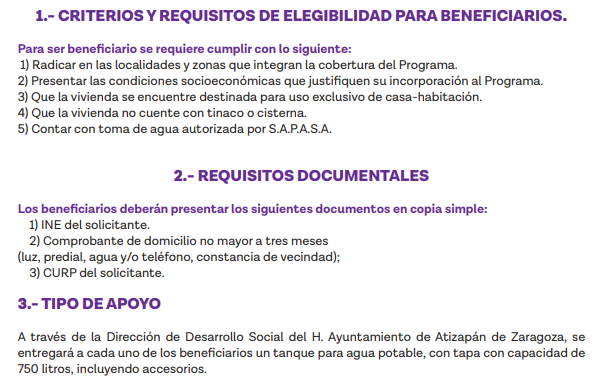 1.- CRITERIOS Y REQUISITOS DE ELEGIBILIDAD PARA BENEFICIARIOS.
Para ser beneficiario se requiere cumplir con lo siguiente:
1) Radicar en las localidades y zonas que integran la cobertura del Programa.
2) Presentar las condiciones socioeconómicas que justifiquen su incorporación al Programa.
3) Que la vivienda se encuentre destinada para uso exclusivo de casa-habitación.
4) Que la vivienda no cuente con tinaco o cisterna.
5) Contar con toma de agua autorizada por S.A.P.A.S.A.
2.- REQUISITOS DOCUMENTALES
Los beneficiarios deberán presentar los siguientes documentos en copia simple:
1) INE del solicitante.
2) Comprobante de domicilio no mayor a tres meses
(luz, predial, agua y/o teléfono, constancia de vecindad);
3) CURP del solicitante.
3.- TIPO DE APOYO
A través de la Dirección de Desarrollo Social del H. Ayuntamiento de Atizapán de Zaragoza, se
entregará a cada uno de los beneficiarios un tanque para agua potable, con tapa con capacidad de
750 litros, incluyendo accesorios.